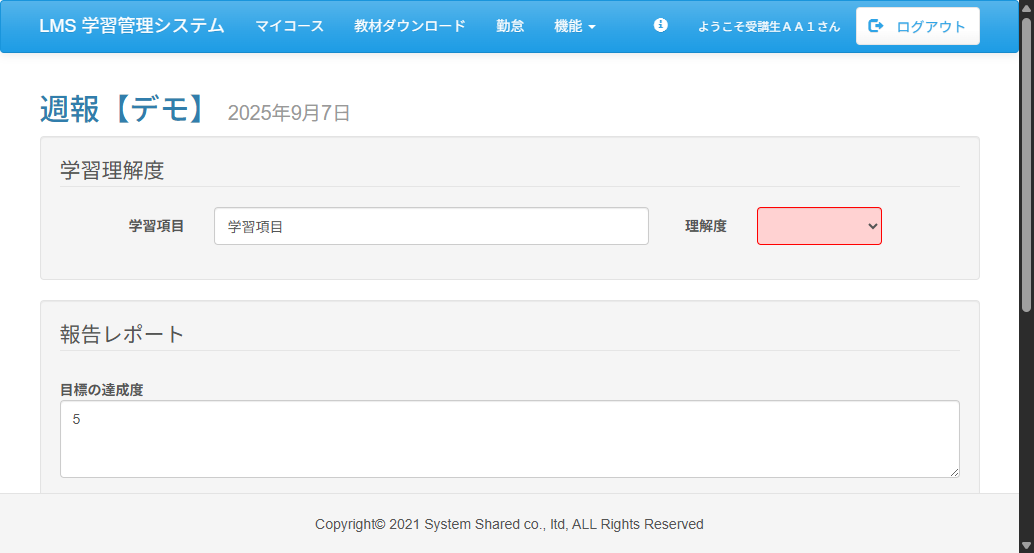 LMS 学習管理システム マイコース 教材ダウンロード 勤怠 機能 ようこそ受講生ＡＡ１さん ログアウト
週報【デモ】 2025年9月7日
学習理解度
学習項目 学習項目 理解度
報告レポート
目標の達成度
5
Copyright© 2021 System Shared co., ltd, ALL Rights Reserved